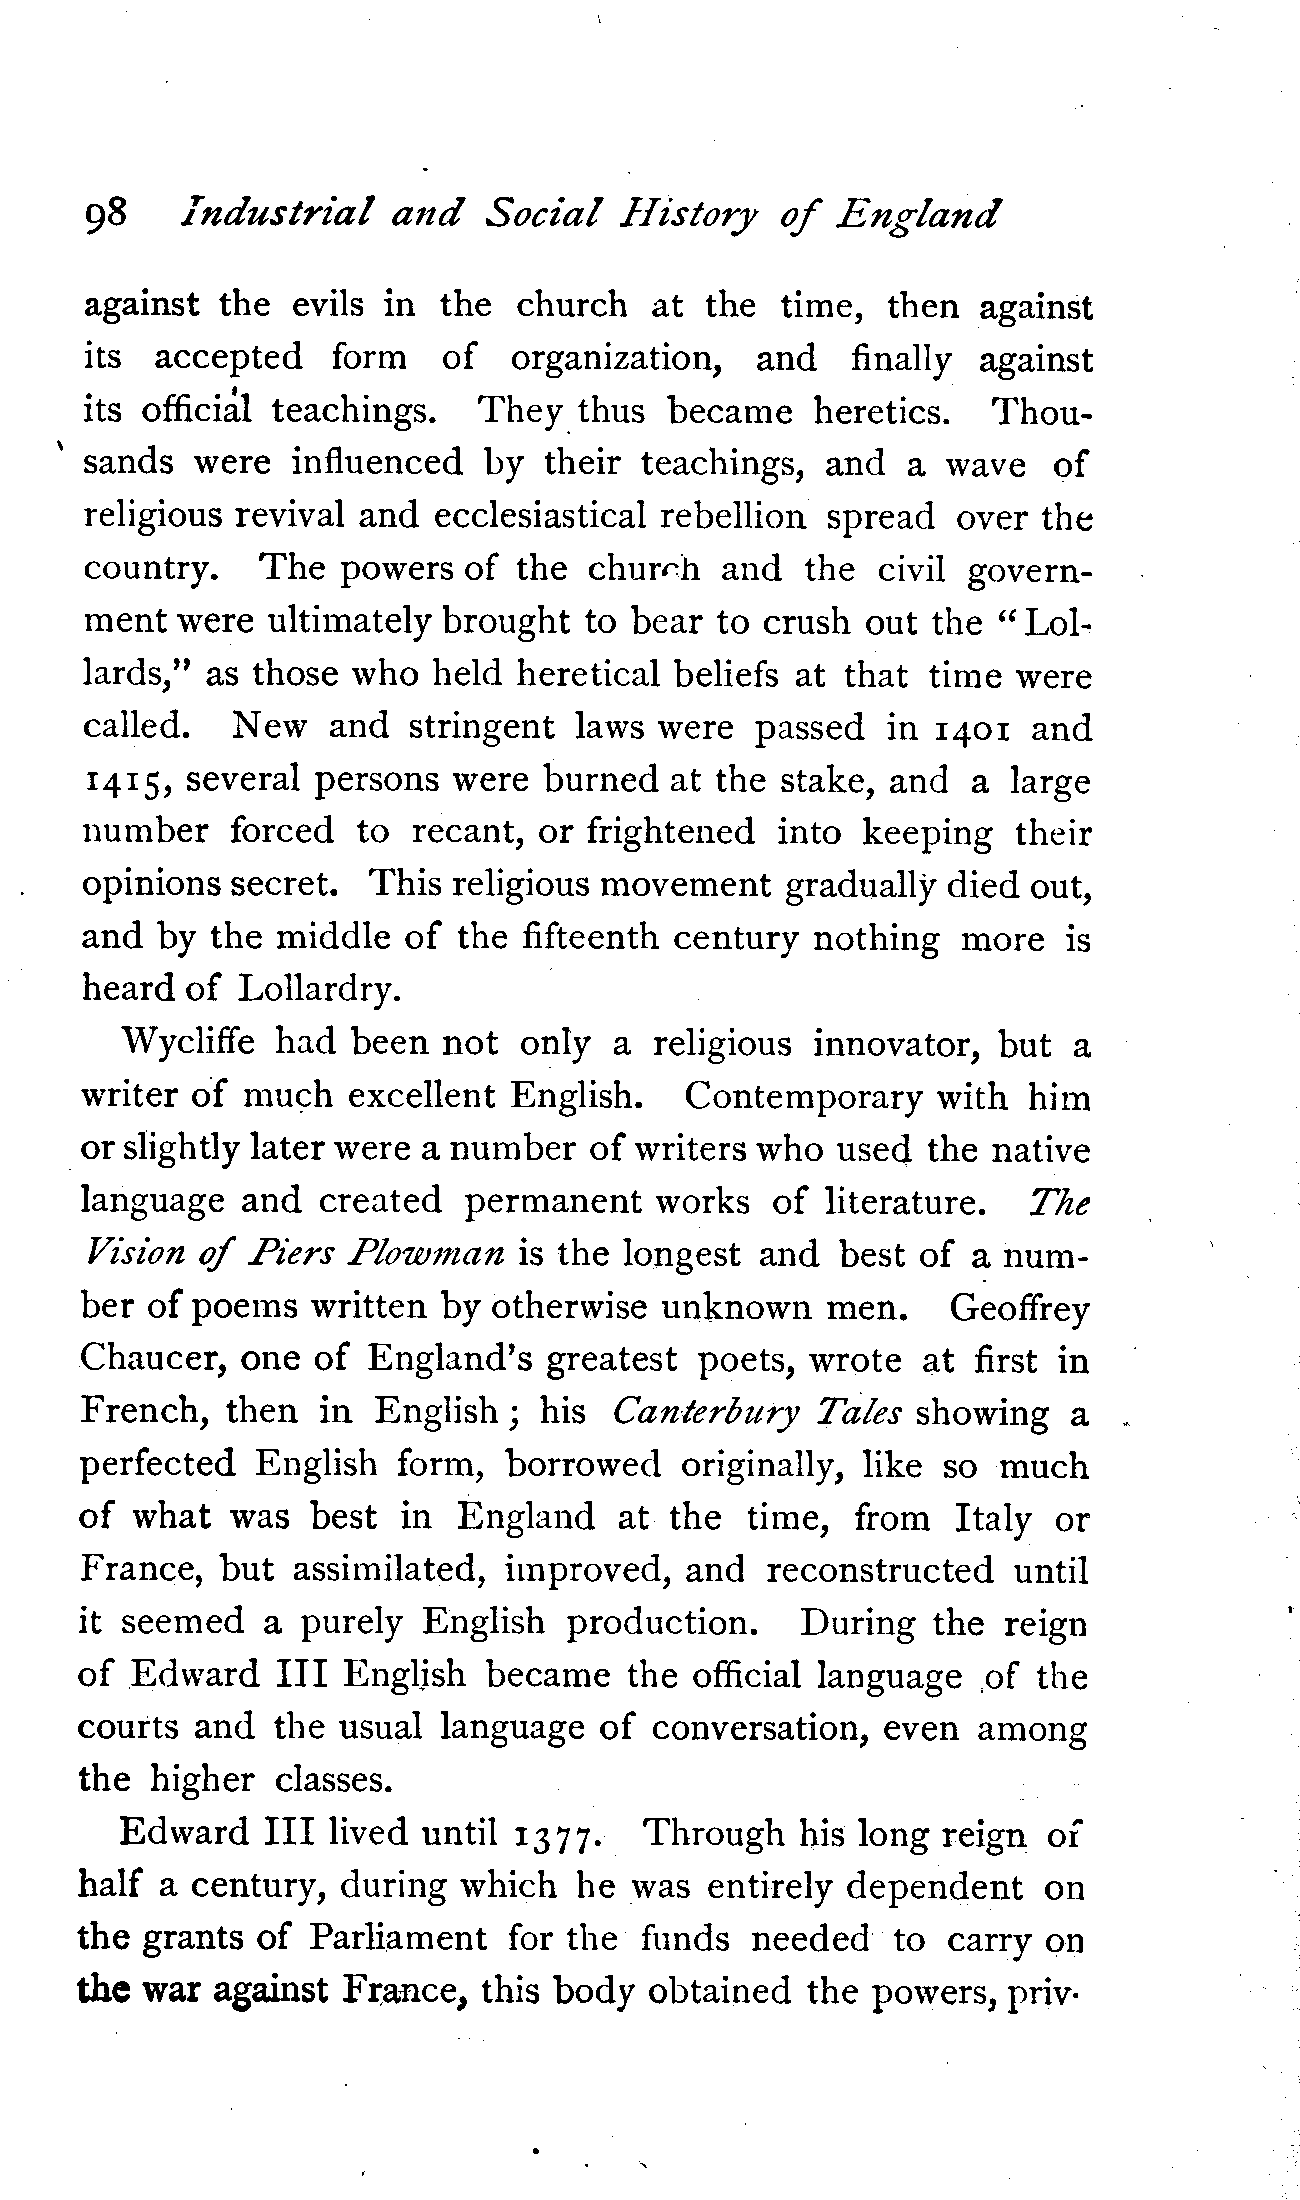 98 Industrial and Social History of England
against the evils in the church at the time, then against
its accepted form of organization, and finally against
its official teachings. They thus became heretics. Thou-
sands were influenced by their teachings, and a wave of
religious revival and ecclesiastical rebellion spread over the
country. The powers of the church and the civil govern-
ment were ultimately brought to bear to crush out the "Lol-
lards," as those who held heretical beliefs at that time were
called. New and stringent laws were passed in 1401 and
1415, several persons were burned at the stake, and a large
number forced to recant, or frightened into keeping their
opinions secret. This religious movement gradually died out,
and by the middle of the fifteenth century nothing more is
heard of Lollardry.
Wycliffe had been not only a religious innovator, but a
writer of much excellent English. Contemporary with him
or slightly later were a number of writers who used the native
language and created permanent works of literature. The
Vision of Piers Plowman is the longest and best of a num-
ber of poems written by otherwise unknown men. Geoffrey
Chaucer, one of England's greatest poets, wrote at first in
French, then in English; his Canterbury Tales showing a
perfected English form, borrowed originally, like so much
of what was best in England at the time, from Italy or
France, but assimilated, improved, and reconstructed until
it seemed a purely English production. During the reign
of Edward III English became the official language of the
courts and the usual language of conversation, even among
the higher classes.
Edward III lived until 1377. Through his long reign of
half a century, during which he was entirely dependent on
the grants of Parliament for the funds needed to carry on
the war against France, this body obtained the powers, priv-